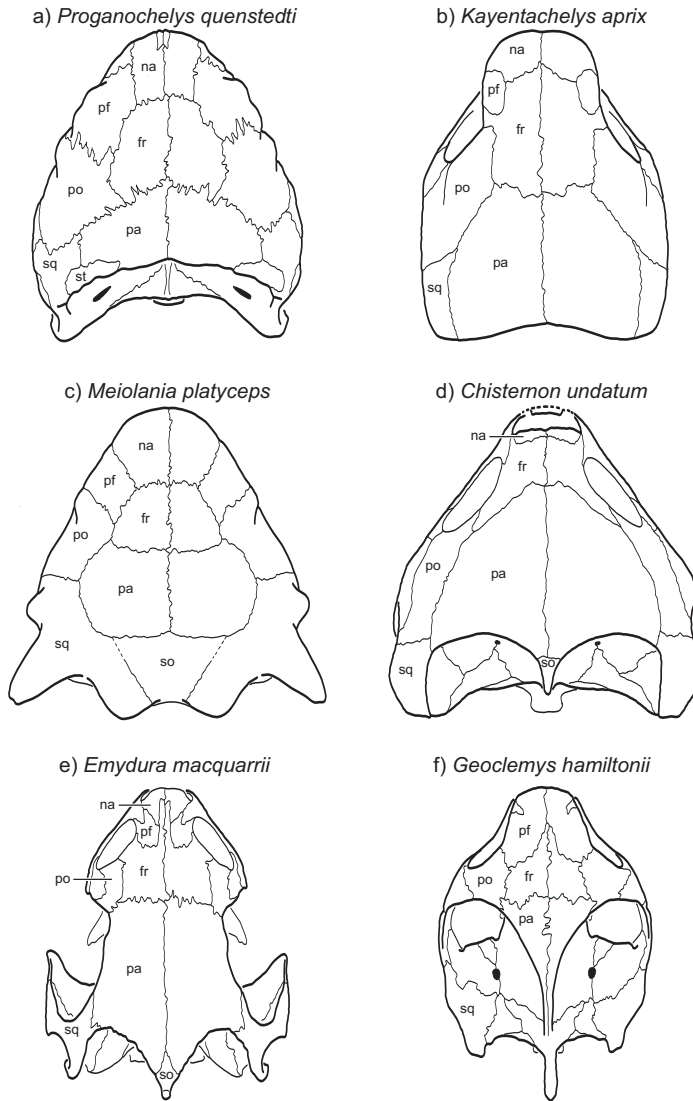 a) Proganochelys quenstedti
na
pf
fr
po
pa
sq
st
b) Kayentachelys aprix
na
pf
fr
po
pa
sq
c) Meiolania platyceps
na
pf
fr
po
pa
sq
so
d) Chisternon undatum
na
fr
po
pa
sq
so
e) Emydura macquarrii
na
pf
po
fr
pa
sq
so
f) Geoclemys hamiltonii
pf
po
fr
pa
sq